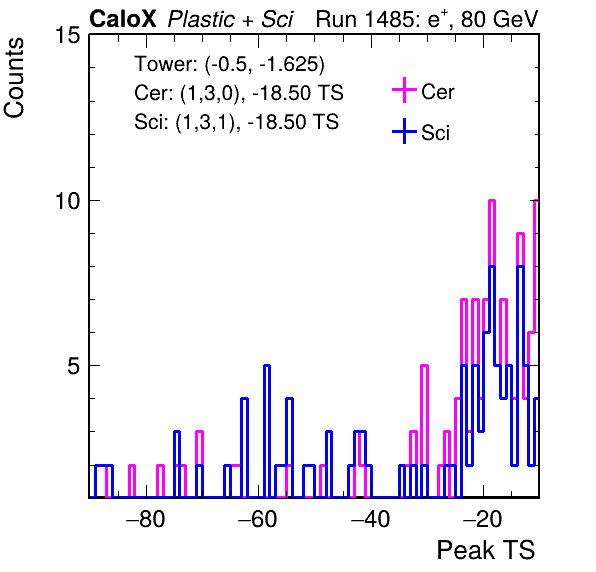 CaloX Plastic + Sci Run 1485: e+, 80 GeV
Counts
15
10
5
Tower: (-0.5, -1.625)
Cer: (1,3,0), -18.50 TS
Sci: (1,3,1), -18.50 TS
Cer
Sci
−80 −60 −40 −20
Peak TS